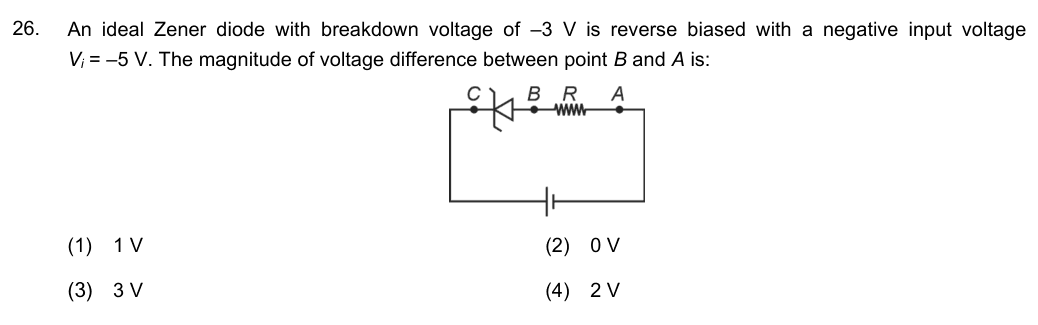 26. An ideal Zener diode with breakdown voltage of –3 V is reverse biased with a negative input voltage
Vi = –5 V. The magnitude of voltage difference between point B and A is:
C B R A
(1) 1 V (2) 0 V
(3) 3 V (4) 2 V